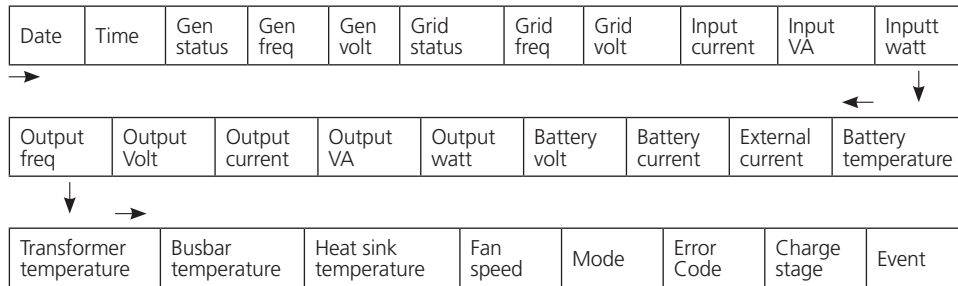 Date Time Gen status Gen freq Gen volt Grid status Grid freq Grid volt Input current Input VA Inputt watt
Output freq Output Volt Output current Output VA Output watt Battery volt Battery current External current Battery temperature
Transformer temperature Busbar temperature Heat sink temperature Fan speed Mode Error Code Charge stage Event